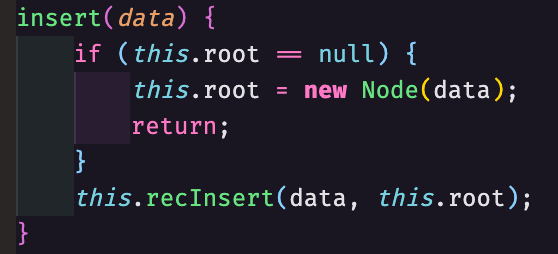 insert(data) {
    if (this.root == null) {
        this.root = new Node(data);
        return;
    }
    this.recInsert(data, this.root);
}